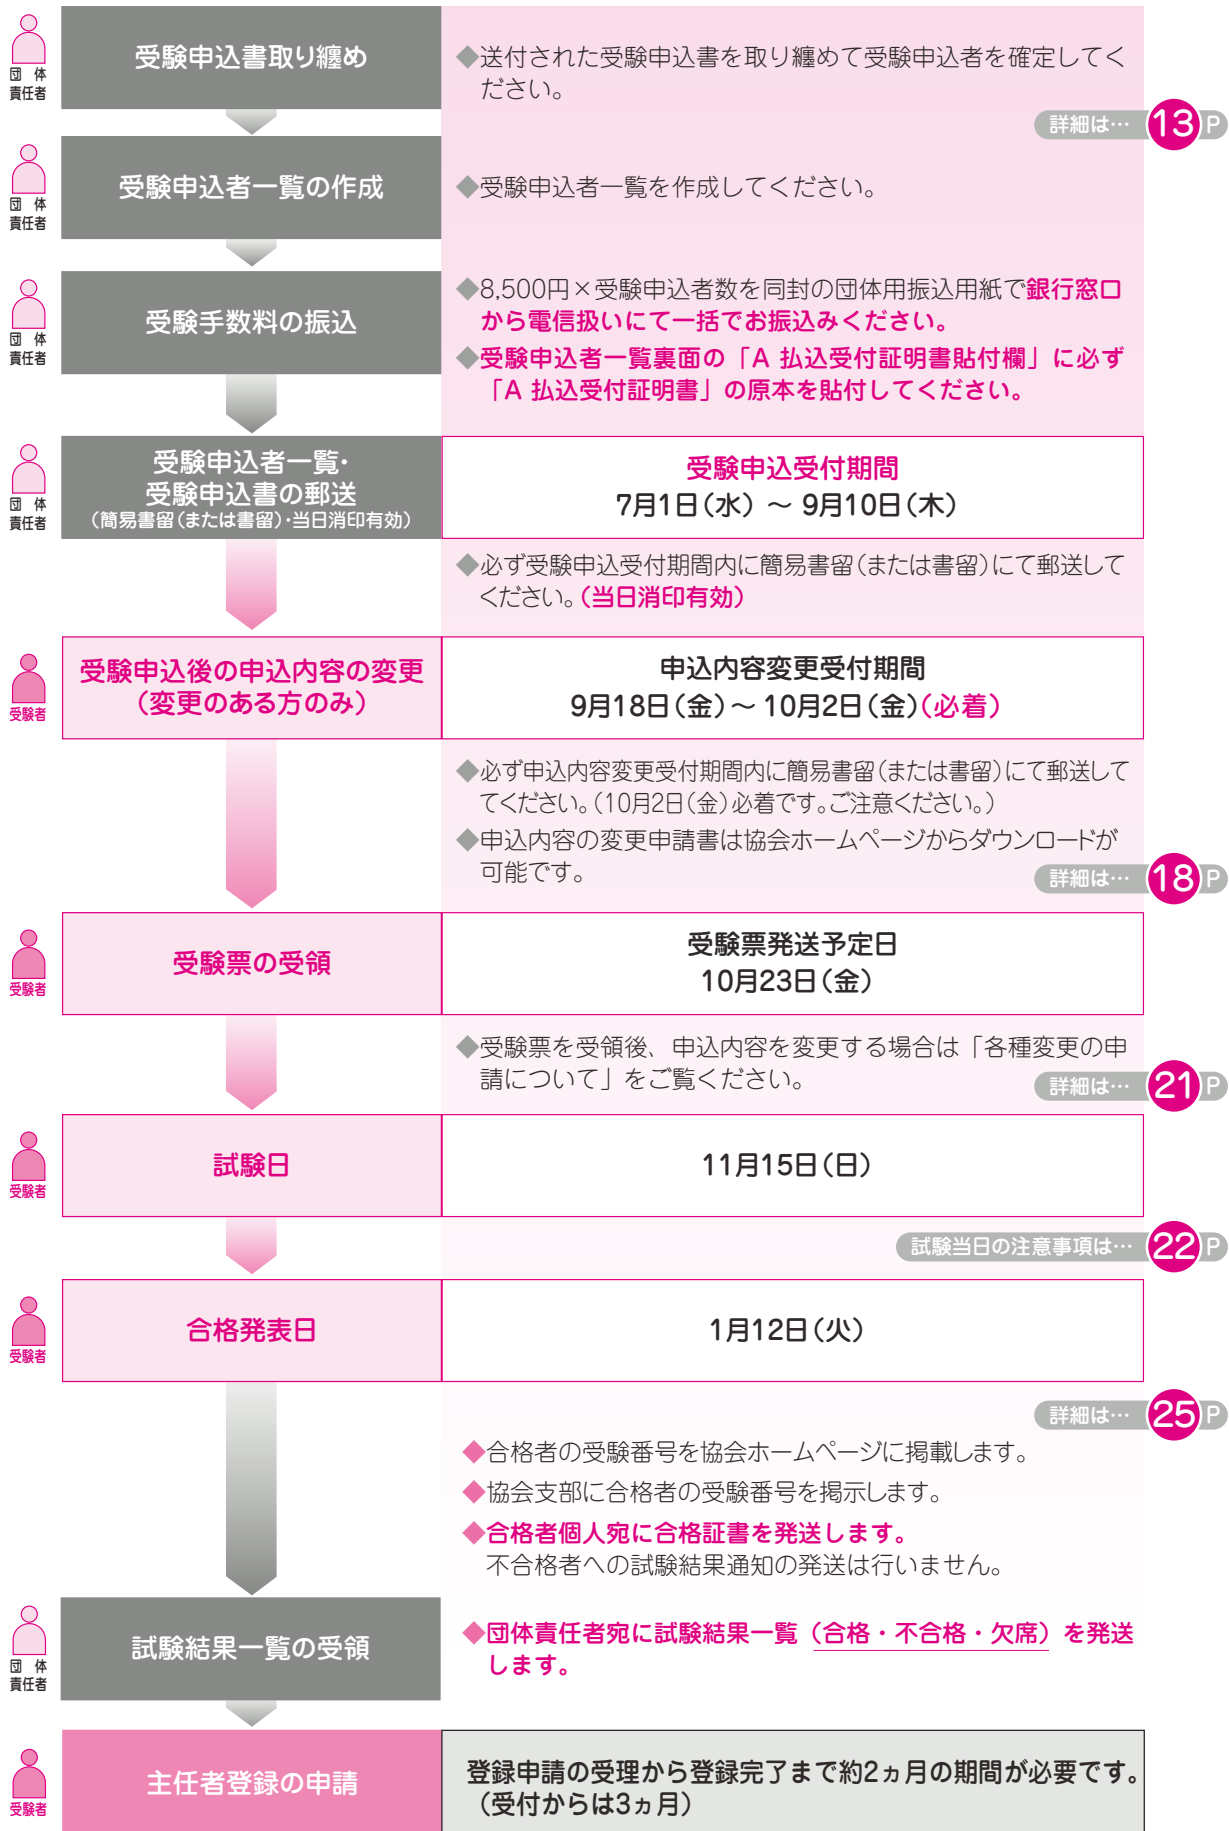 団　体
責任者
受験申込書取り纏め
◆送付された受験申込書を取り纏めて受験申込者を確定してく
ださい。
詳細は… 13 P
団　体
責任者
受験申込者一覧の作成
◆受験申込者一覧を作成してください。
団　体
責任者
受験手数料の振込
◆8,500円×受験申込者数を同封の団体用振込用紙で銀行窓口
から電信扱いにて一括でお振込みください。
◆受験申込者一覧裏面の「A 払込受付証明書貼付欄」に必ず
「A 払込受付証明書」の原本を貼付してください。
団　体
責任者
受験申込者一覧・
受験申込書の郵送
（簡易書留（または書留）・当日消印有効）
受験申込受付期間
7月1日（水）～ 9月10日（木）
◆必ず受験申込受付期間内に簡易書留（または書留）にて郵送して
ください。（当日消印有効）
受験者
受験申込後の申込内容の変更
（変更のある方のみ）
申込内容変更受付期間
9月18日（金）～ 10月2日（金）（必着）
◆必ず申込内容変更受付期間内に簡易書留（または書留）にて郵送して
てください。（10月2日（金）必着です。ご注意ください。）
◆申込内容の変更申請書は協会ホームページからダウンロードが
可能です。
詳細は… 18 P
受験者
受験票の受領
受験票発送予定日
10月23日（金）
◆受験票を受領後、申込内容を変更する場合は「各種変更の申
請について」をご覧ください。
詳細は… 21 P
受験者
試験日
11月15日（日）
試験当日の注意事項は… 22 P
受験者
合格発表日
1月12日（火）
詳細は… 25 P
◆合格者の受験番号を協会ホームページに掲載します。
◆協会支部に合格者の受験番号を掲示します。
◆合格者個人宛に合格証書を発送します。
不合格者への試験結果通知の発送は行いません。
団　体
責任者
試験結果一覧の受領
◆団体責任者宛に試験結果一覧（合格・不合格・欠席）を発送
します。
受験者
主任者登録の申請
登録申請の受理から登録完了まで約2ヵ月の期間が必要です。
（受付からは3ヵ月）